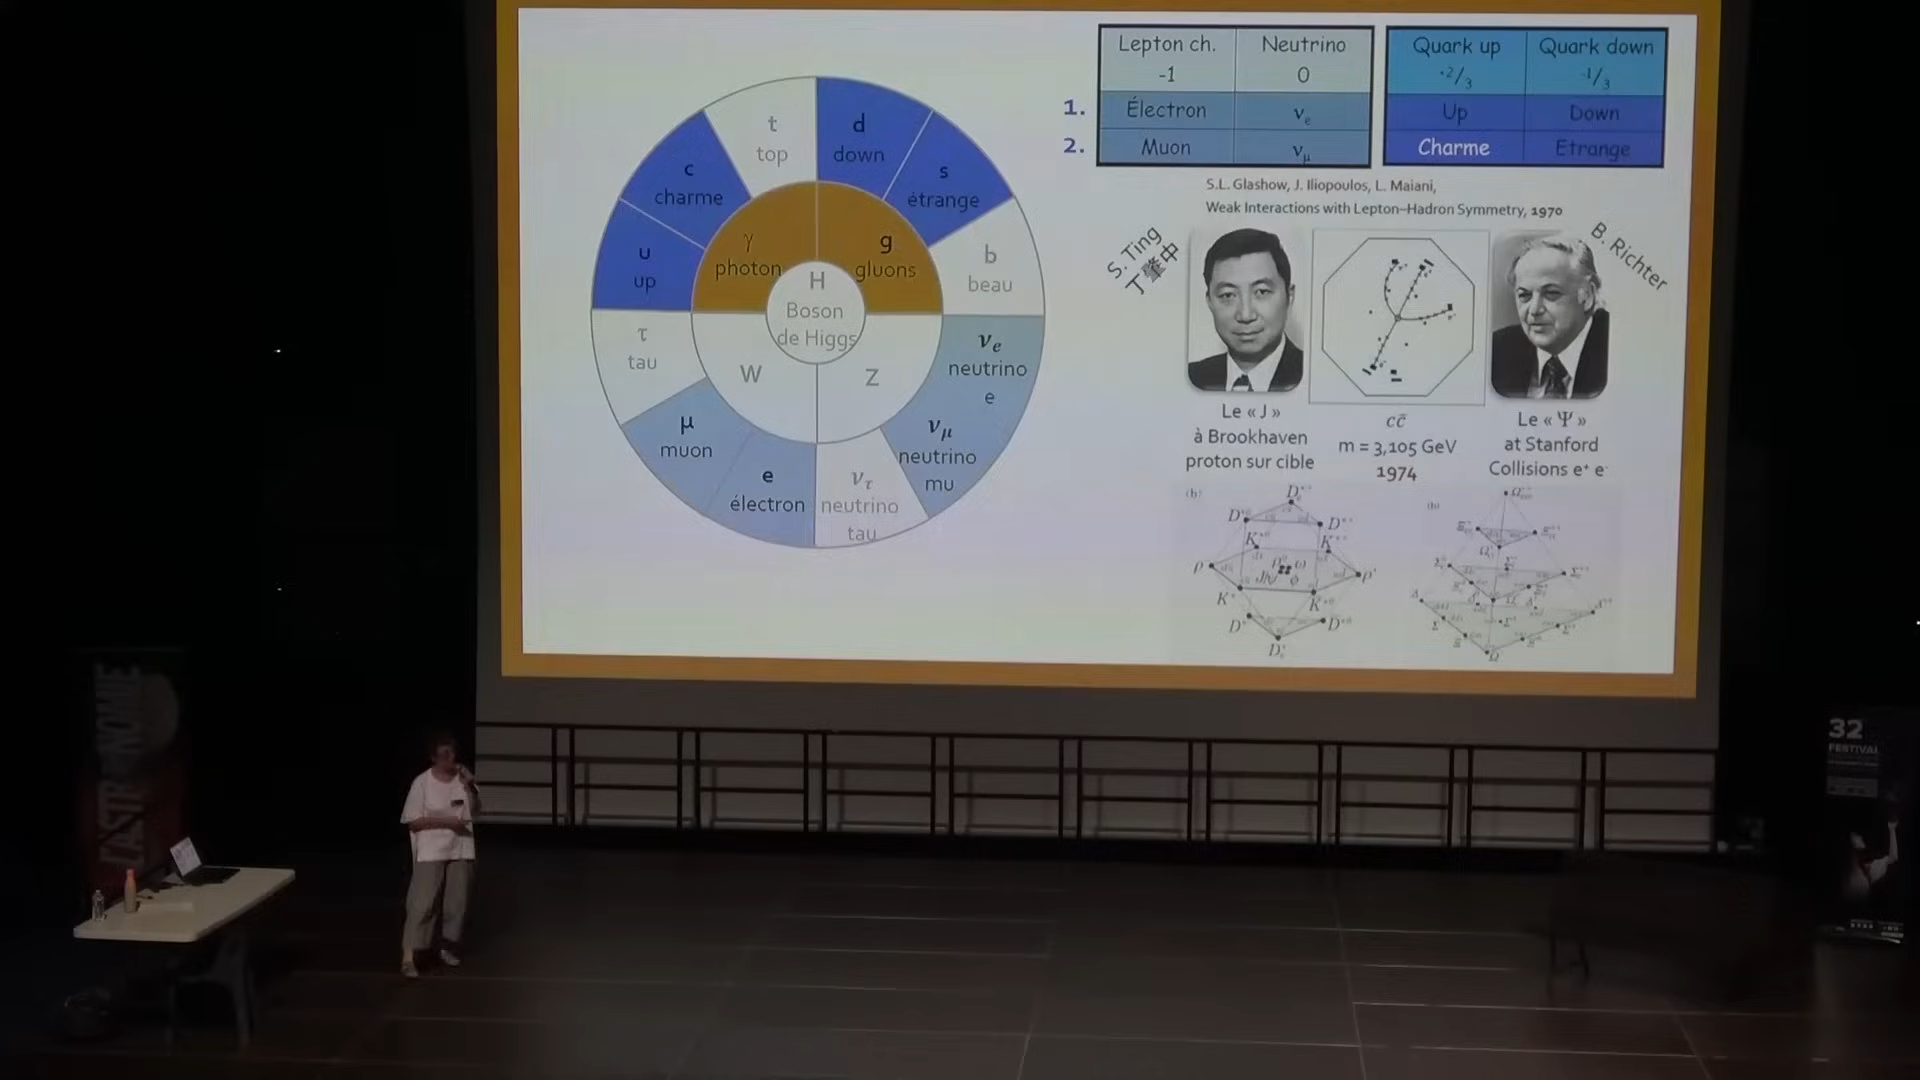 t
top
d
down
c
charme
s
étrange
u
up
γ
photon
g
gluons
b
beau
H
Boson
de Higgs
τ
tau
W
Z
νe
neutrino
e
μ
muon
νμ
neutrino
mu
e
électron
ντ
neutrino
tau
Lepton ch. Neutrino
-1 0
1. Électron νe
2. Muon νμ
Quark up Quark down
+2/3 -1/3
Up Down
Charme Etrange
S.L. Glashow, J. Iliopoulos, L. Maiani,
Weak Interactions with Lepton–Hadron Symmetry, 1970
S. Ting
丁肇中
B. Richter
Le « J »
à Brookhaven
proton sur cible
cc̄
m = 3,105 GeV
1974
Le « Ψ »
at Stanford
Collisions e⁺ e⁻
(b)
ASTRONOMIE
32
FESTIVAL